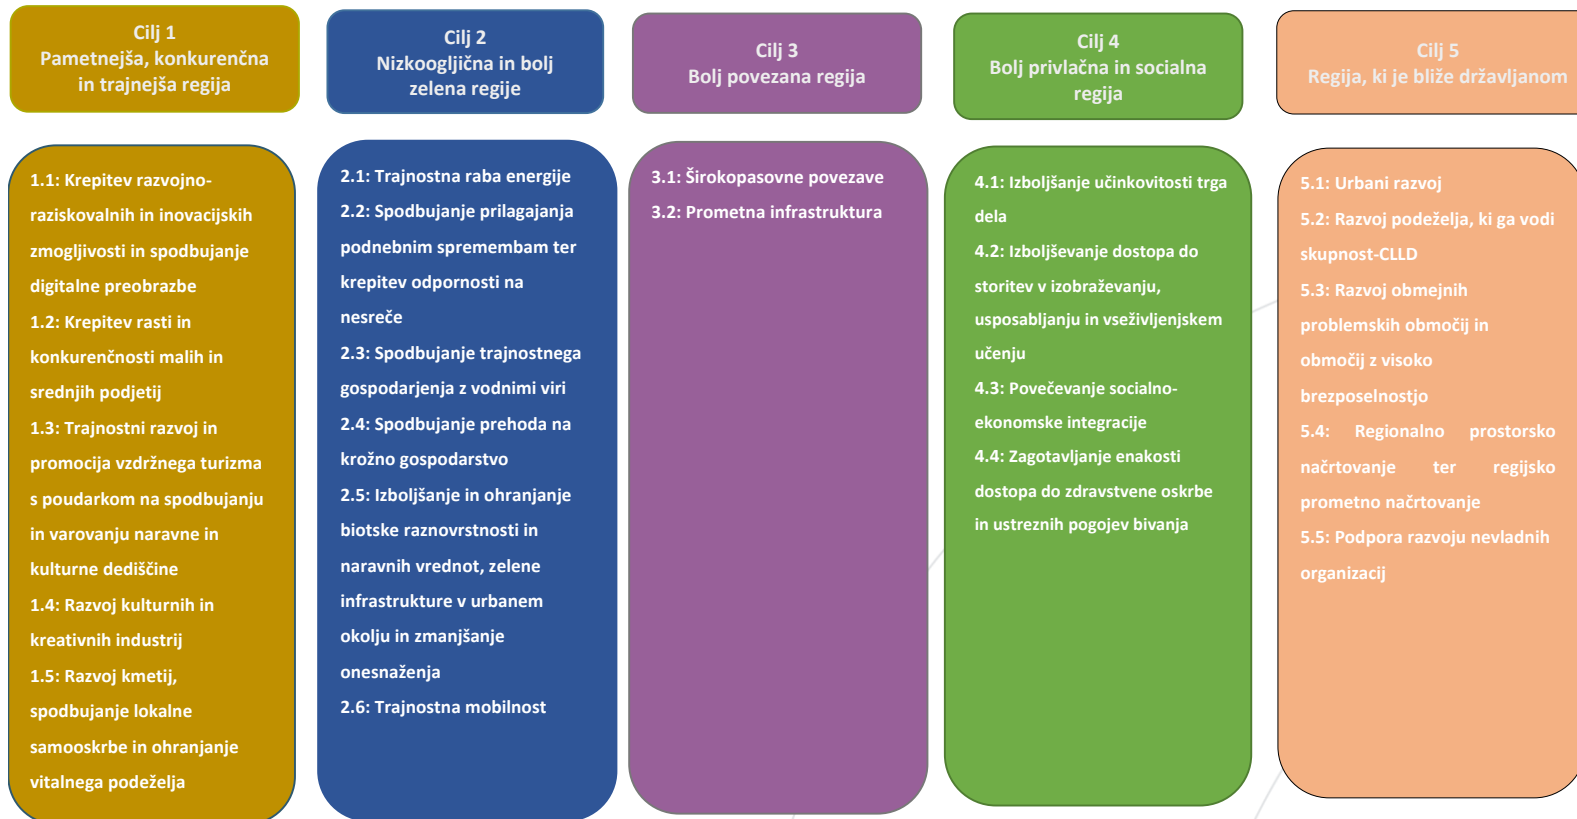 Cilj 1
Pametnejša, konkurenčna
in trajnejša regija
Cilj 2
Nizkoogljična in bolj
zelena regije
Cilj 3
Bolj povezana regija
Cilj 4
Bolj privlačna in socialna
regija
Cilj 5
Regija, ki je bliže državljanom
1.1: Krepitev razvojno-
raziskovalnih in inovacijskih
zmogljivosti in spodbujanje
digitalne preobrazbe
1.2: Krepitev rasti in
konkurenčnosti malih in
srednjih podjetij
1.3: Trajnostni razvoj in
promocija vzdržnega turizma
s poudarkom na spodbujanju
in varovanju naravne in
kulturne dediščine
1.4: Razvoj kulturnih in
kreativnih industrij
1.5: Razvoj kmetij,
spodbujanje lokalne
samooskrbe in ohranjanje
vitalnega podeželja
2.1: Trajnostna raba energije
2.2: Spodbujanje prilagajanja
podnebnim spremembam ter
krepitev odpornosti na
nesreče
2.3: Spodbujanje trajnostnega
gospodarjenja z vodnimi viri
2.4: Spodbujanje prehoda na
krožno gospodarstvo
2.5: Izboljšanje in ohranjanje
biotske raznovrstnosti in
naravnih vrednot, zelene
infrastrukture v urbanem
okolju in zmanjšanje
onesnaženja
2.6: Trajnostna mobilnost
3.1: Širokopasovne povezave
3.2: Prometna infrastruktura
4.1: Izboljšanje učinkovitosti trga
dela
4.2: Izboljševanje dostopa do
storitev v izobraževanju,
usposabljanju in vseživljenjskem
učenju
4.3: Povečevanje socialno-
ekonomske integracije
4.4: Zagotavljanje enakosti
dostopa do zdravstvene oskrbe
in ustreznih pogojev bivanja
5.1: Urbani razvoj
5.2: Razvoj podeželja, ki ga vodi
skupnost-CLLD
5.3: Razvoj obmejnih
problemskih območij in
območij z visoko
brezposelnostjo
5.4: Regionalno prostorsko
načrtovanje ter regijsko
prometno načrtovanje
5.5: Podpora razvoju nevladnih
organizacij